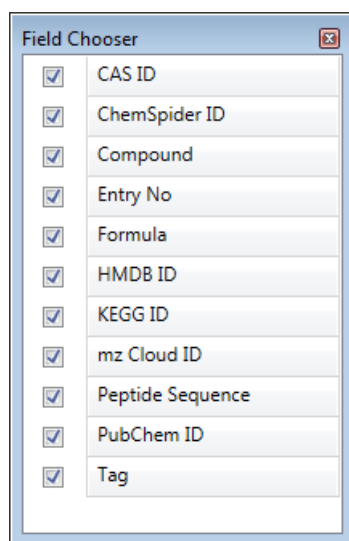 Field Chooser
CAS ID
ChemSpider ID
Compound
Entry No
Formula
HMDB ID
KEGG ID
mz Cloud ID
Peptide Sequence
PubChem ID
Tag